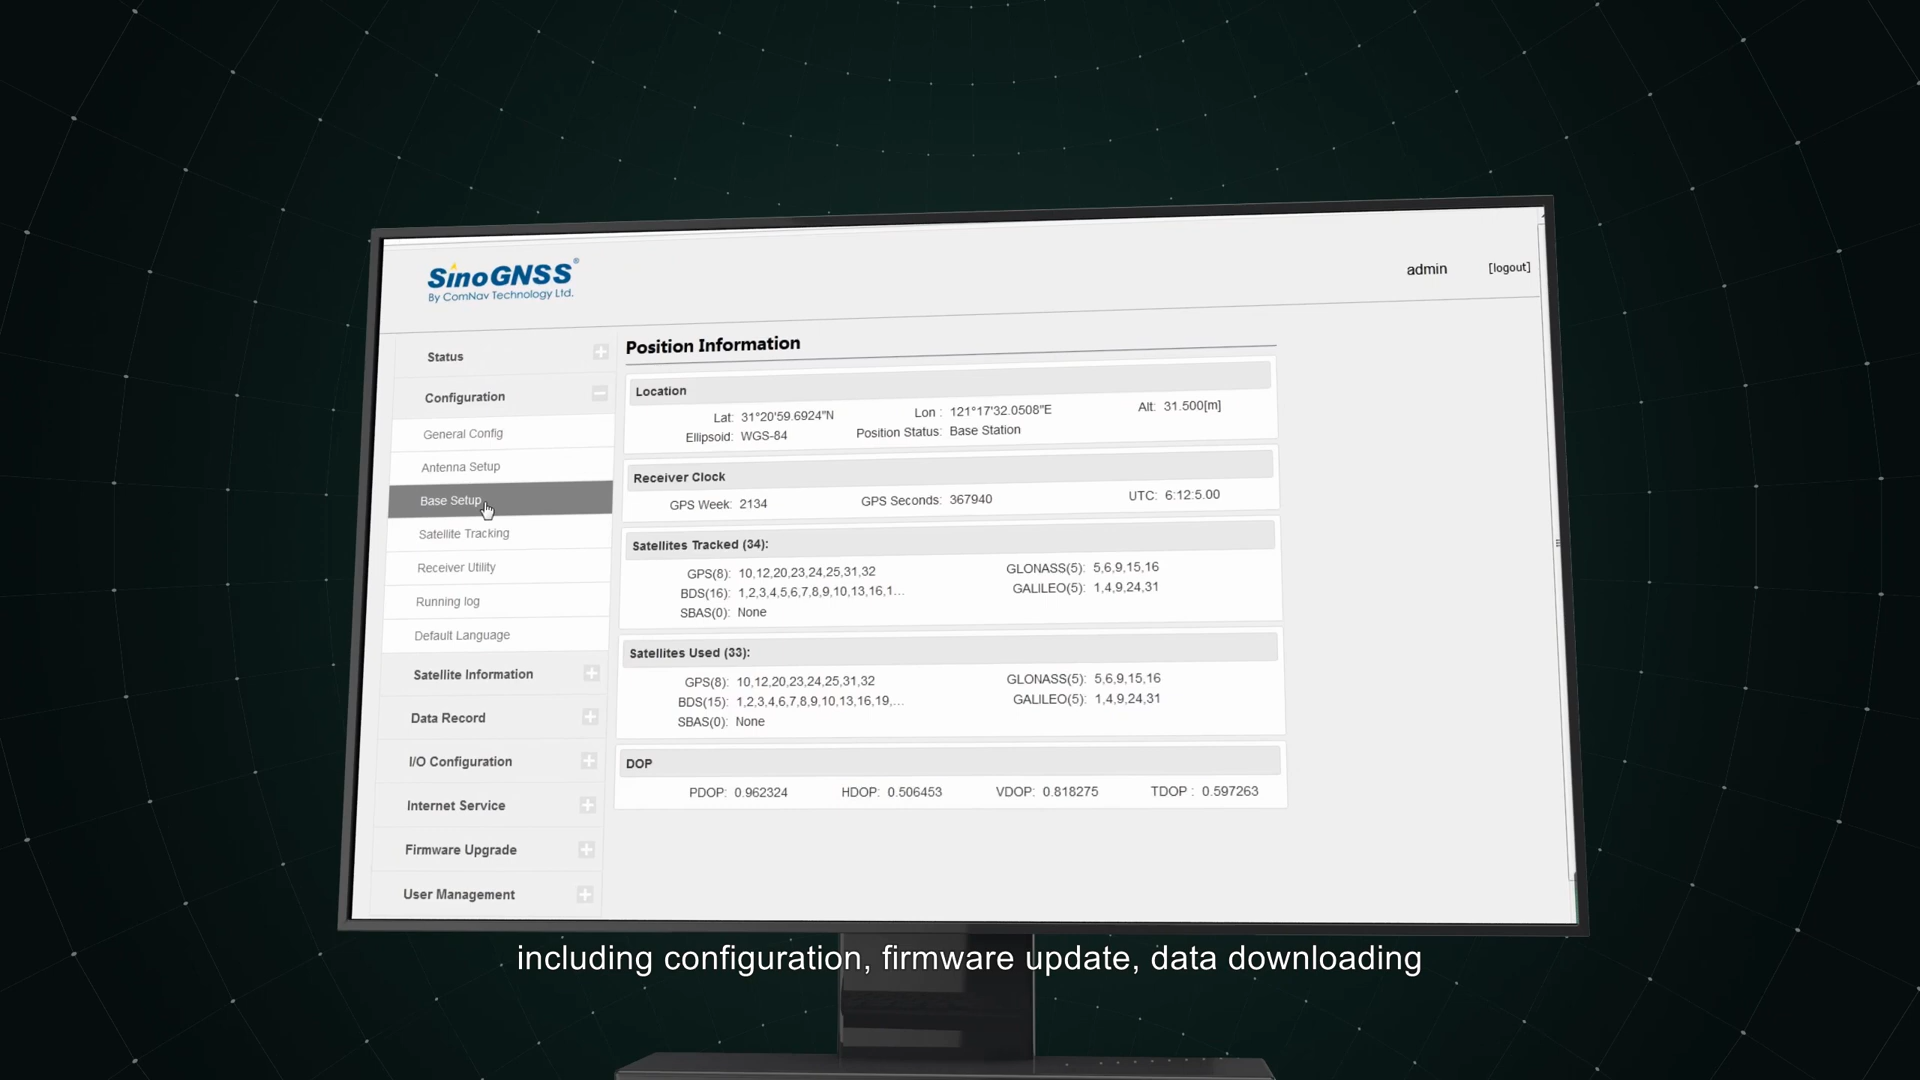 SinoGNSS®
By ComNav Technology Ltd.
admin [logout]
Status
Configuration
General Config
Antenna Setup
Base Setup
Satellite Tracking
Receiver Utility
Running log
Default Language
Satellite Information
Data Record
I/O Configuration
Internet Service
Firmware Upgrade
User Management
Position Information
Location
Lat: 31°20'59.6924"N Lon : 121°17'32.0508"E Alt: 31.500[m]
Ellipsoid: WGS-84 Position Status: Base Station
Receiver Clock
GPS Week: 2134 GPS Seconds: 367940 UTC: 6:12:5.00
Satellites Tracked (34):
GPS(8): 10,12,20,23,24,25,31,32 GLONASS(5): 5,6,9,15,16
BDS(16): 1,2,3,4,5,6,7,8,9,10,13,16,1... GALILEO(5): 1,4,9,24,31
SBAS(0): None
Satellites Used (33):
GPS(8): 10,12,20,23,24,25,31,32 GLONASS(5): 5,6,9,15,16
BDS(15): 1,2,3,4,6,7,8,9,10,13,16,19,... GALILEO(5): 1,4,9,24,31
SBAS(0): None
DOP
PDOP: 0.962324 HDOP: 0.506453 VDOP: 0.818275 TDOP : 0.597263
including configuration, firmware update, data downloading